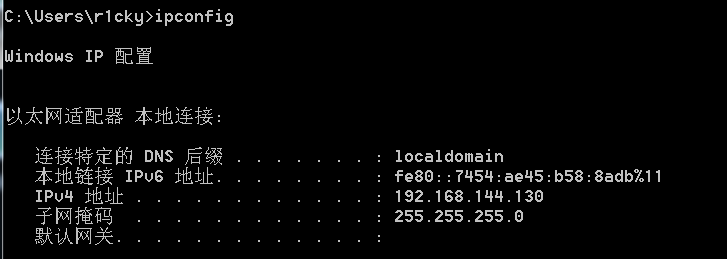 C:\Users\r1cky>ipconfig
Windows IP 配置
以太网适配器 本地连接:
连接特定的 DNS 后缀 . . . . . . . : localdomain
本地链接 IPv6 地址. . . . . . . . : fe80::7454:ae45:b58:8adb%11
IPv4 地址 . . . . . . . . . . . . : 192.168.144.130
子网掩码  . . . . . . . . . . . . : 255.255.255.0
默认网关. . . . . . . . . . . . . :